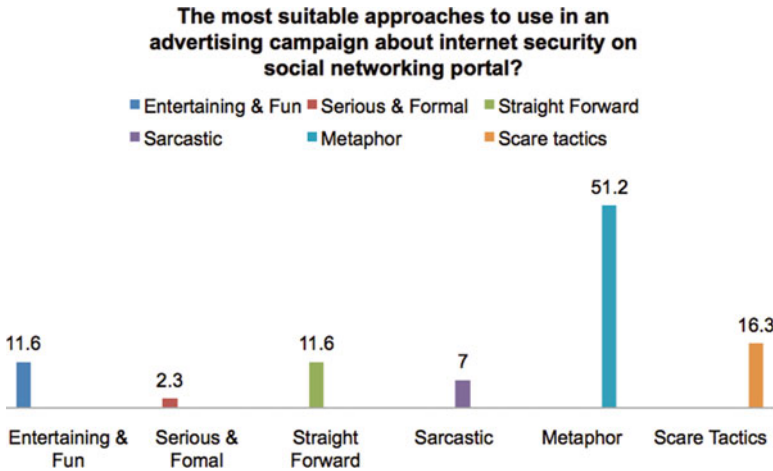 The most suitable approaches to use in an
advertising campaign about internet security on
social networking portal?
Entertaining & Fun Serious & Formal Straight Forward
Sarcastic Metaphor Scare tactics
51.2
16.3
11.6 11.6
7
2.3
Entertaining & Serious & Straight Sarcastic Metaphor Scare Tactics
Fun Fomal Forward